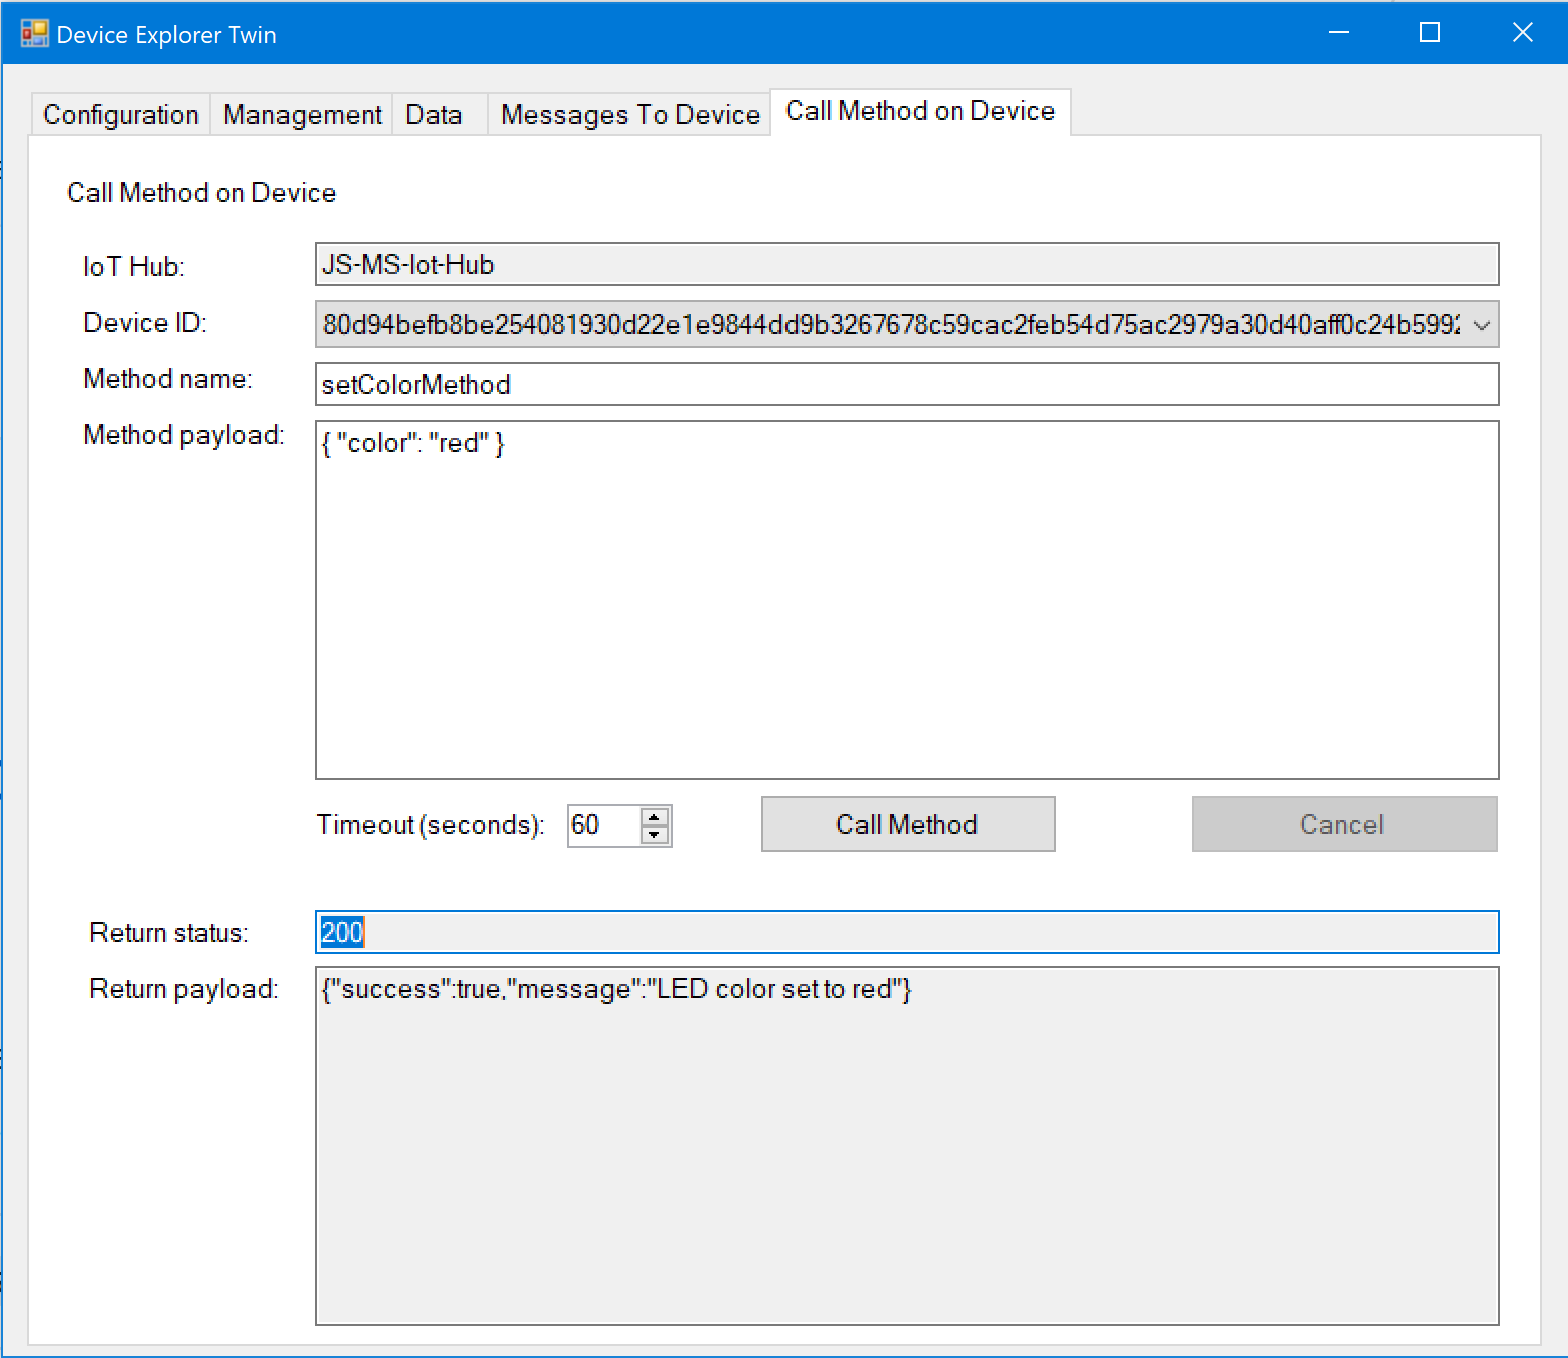 Device Explorer Twin
Configuration Management Data Messages To Device Call Method on Device
Call Method on Device
IoT Hub: JS-MS-Iot-Hub
Device ID: 80d94befb8be254081930d22e1e9844dd9b3267678c59cac2feb54d75ac2979a30d40aff0c24b5992
Method name: setColorMethod
Method payload: { "color": "red" }
Timeout (seconds): 60 Call Method Cancel
Return status: 200
Return payload: {"success":true,"message":"LED color set to red"}